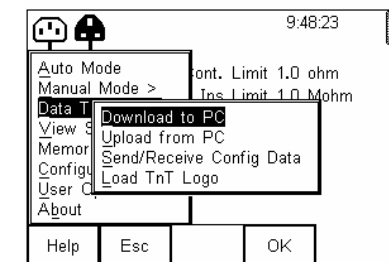 9:48:23
Auto Mode
Manual Mode >
ont. Limit 1.0 ohm
Ins Limit 1.0 Mohm
Data T
Download to PC
Upload from PC
Send/Receive Config Data
Load TnT Logo
View S
Memor
Configu
User O
About
Help
Esc
OK